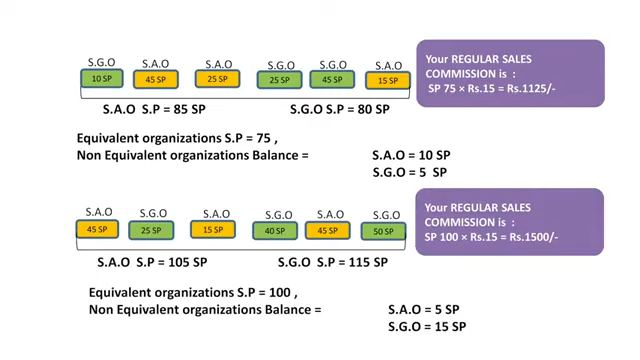 S.G.O S.A.O S.A.O S.G.O S.G.O S.A.O
10 SP 45 SP 25 SP 25 SP 45 SP 15 SP
S.A.O S.P = 85 SP S.G.O S.P = 80 SP
Your REGULAR SALES
COMMISSION is :
SP 75 × Rs.15 = Rs.1125/-
Equivalent organizations S.P = 75 ,
Non Equivalent organizations Balance = S.A.O = 10 SP
S.G.O = 5 SP
S.A.O S.G.O S.A.O S.G.O S.A.O S.G.O
45 SP 25 SP 15 SP 40 SP 45 SP 50 SP
S.A.O S.P = 105 SP S.G.O S.P = 115 SP
Your REGULAR SALES
COMMISSION is :
SP 100 × Rs.15 = Rs.1500/-
Equivalent organizations S.P = 100 ,
Non Equivalent organizations Balance = S.A.O = 5 SP
S.G.O = 15 SP